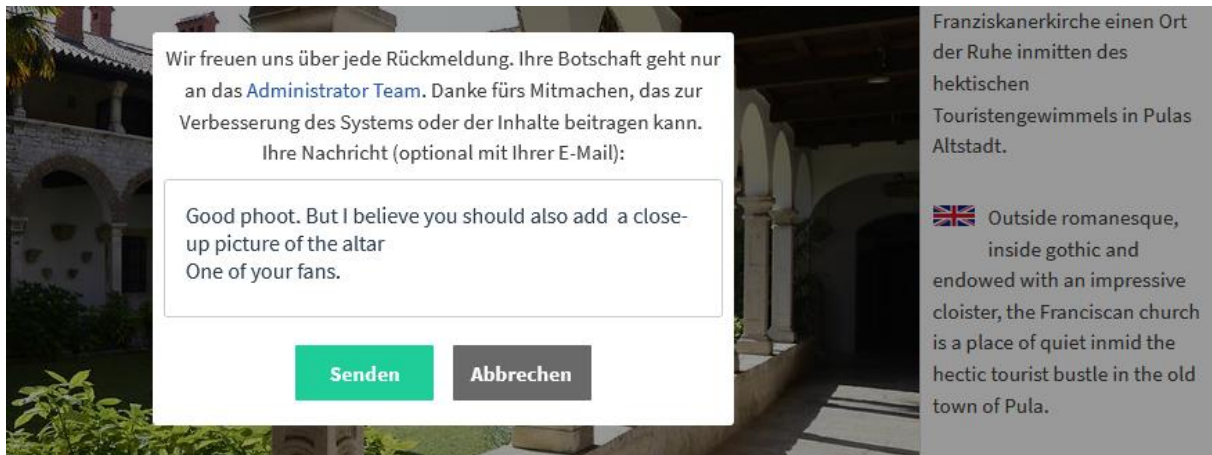 Wir freuen uns über jede Rückmeldung. Ihre Botschaft geht nur
an das Administrator Team. Danke fürs Mitmachen, das zur
Verbesserung des Systems oder der Inhalte beitragen kann.
Ihre Nachricht (optional mit Ihrer E-Mail):
Good phoot. But I believe you should also add  a close-
up picture of the altar
One of your fans.
Senden
Abbrechen
Franziskanerkirche einen Ort
der Ruhe inmitten des
hektischen
Touristengewimmels in Pulas
Altstadt.
Outside romanesque,
inside gothic and
endowed with an impressive
cloister, the Franciscan church
is a place of quiet inmid the
hectic tourist bustle in the old
town of Pula.